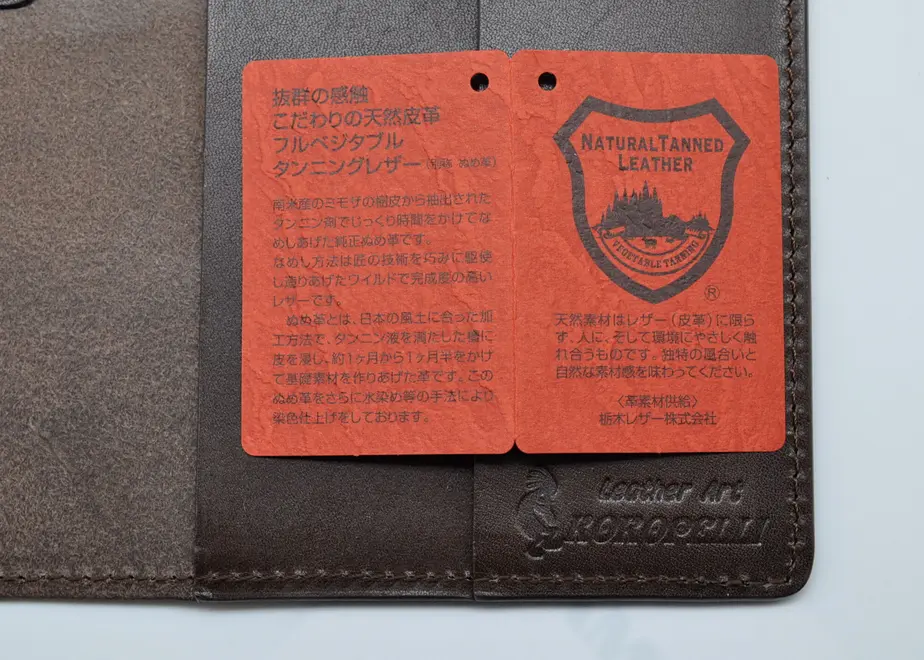 抜群の感触
こだわりの天然皮革
フルベジタブル
タンニングレザー(別称 ぬめ革)
南米産のミモザの樹皮から抽出された
タンニン剤でじっくり時間をかけてな
めしあげた純正ぬめ革です。
なめし方法は匠の技術を巧みに駆使
し造りあげたワイルドで完成度の高い
レザーです。
ぬめ革とは、日本の風土に合った加
工方法で、タンニン液を満たした槽に
皮を浸し、約1ヶ月から1ヶ月半をかけ
て基礎素材を作りあげた革です。この
ぬめ革をさらに水染め等の手法により
染色仕上げをしております。
NATURAL TANNED
LEATHER
VEGETABLE TANNING
®
天然素材はレザー(皮革)に限ら
ず、人に、そして環境にやさしく触
れ合うものです。独特の風合いと
自然な素材感を味わってください。
〈革素材供給〉
栃木レザー株式会社
Leather Art
KOKOPELLI